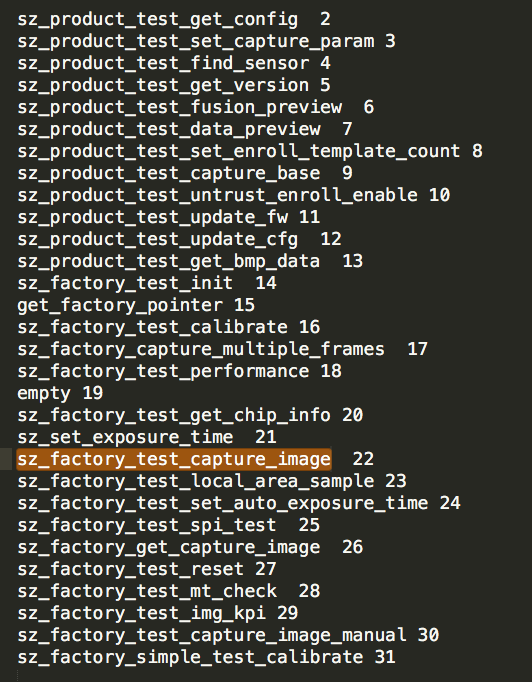 sz_product_test_get_config  2
sz_product_test_set_capture_param 3
sz_product_test_find_sensor 4
sz_product_test_get_version 5
sz_product_test_fusion_preview  6
sz_product_test_data_preview  7
sz_product_test_set_enroll_template_count 8
sz_product_test_capture_base  9
sz_product_test_untrust_enroll_enable 10
sz_product_test_update_fw 11
sz_product_test_update_cfg  12
sz_product_test_get_bmp_data  13
sz_factory_test_init  14
get_factory_pointer 15
sz_factory_test_calibrate 16
sz_factory_capture_multiple_frames  17
sz_factory_test_performance 18
empty 19
sz_factory_test_get_chip_info 20
sz_set_exposure_time  21
sz_factory_test_capture_image  22
sz_factory_test_local_area_sample 23
sz_factory_test_set_auto_exposure_time 24
sz_factory_test_spi_test  25
sz_factory_get_capture_image  26
sz_factory_test_reset 27
sz_factory_test_mt_check  28
sz_factory_test_img_kpi 29
sz_factory_test_capture_image_manual 30
sz_factory_simple_test_calibrate 31